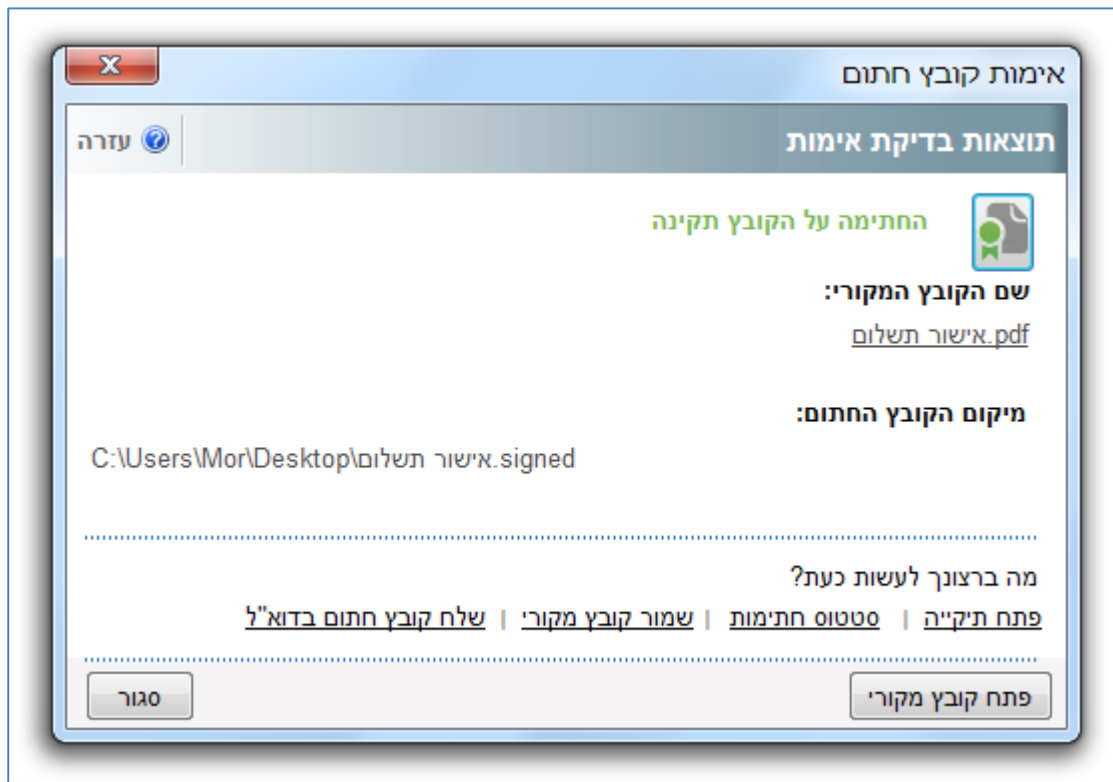 אימות קובץ חתום
תוצאות בדיקת אימות
עזרה
החתימה על הקובץ תקינה
שם הקובץ המקורי:
אישור תשלום.pdf
מיקום הקובץ החתום:
C:\Users\Mor\Desktop\אישור תשלום.signed
מה ברצונך לעשות כעת?
פתח תיקייה | סטטוס חתימות | שמור קובץ מקורי | שלח קובץ חתום בדוא"ל
פתח קובץ מקורי
סגור